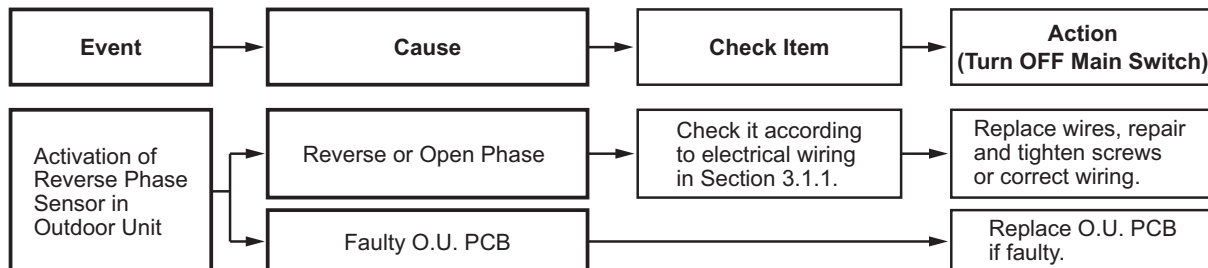 Event
Cause
Check Item
Action
(Turn OFF Main Switch)
Activation of
Reverse Phase
Sensor in
Outdoor Unit
Reverse or Open Phase
Check it according
to electrical wiring
in Section 3.1.1.
Replace wires, repair
and tighten screws
or correct wiring.
Faulty O.U. PCB
Replace O.U. PCB
if faulty.